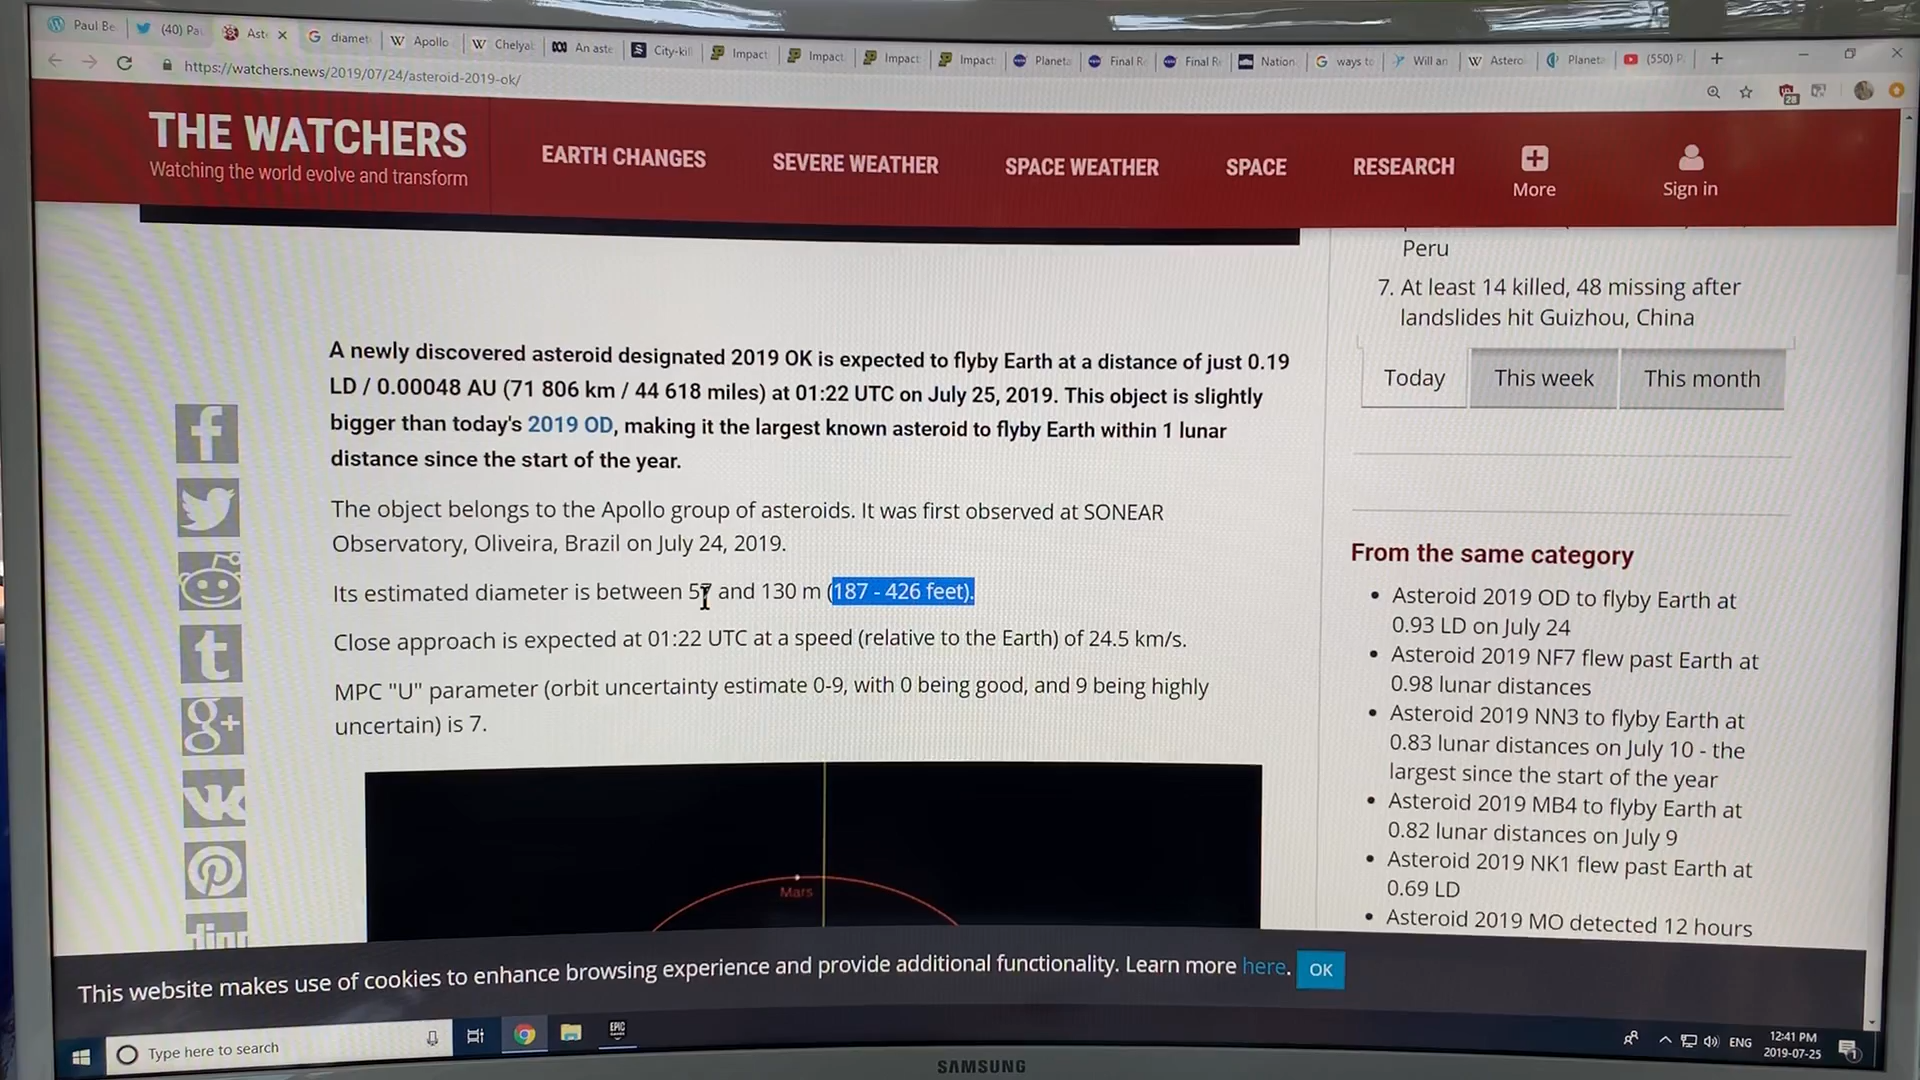 Paul Be
(40) Pa
Ast
diamet
Apollo
Chelyal
An aste
City-kil
Impact
Impact
Impact
Impact
Planeta
Final R
Final R
Nation
ways to
Will an
Astero
Planet
(550) P
https://watchers.news/2019/07/24/asteroid-2019-ok/
THE WATCHERS
Watching the world evolve and transform
EARTH CHANGES
SEVERE WEATHER
SPACE WEATHER
SPACE
RESEARCH
More
Sign in
A newly discovered asteroid designated 2019 OK is expected to flyby Earth at a distance of just 0.19
LD / 0.00048 AU (71 806 km / 44 618 miles) at 01:22 UTC on July 25, 2019. This object is slightly
bigger than today's 2019 OD, making it the largest known asteroid to flyby Earth within 1 lunar
distance since the start of the year.
The object belongs to the Apollo group of asteroids. It was first observed at SONEAR
Observatory, Oliveira, Brazil on July 24, 2019.
Its estimated diameter is between 57 and 130 m (187 - 426 feet).
Close approach is expected at 01:22 UTC at a speed (relative to the Earth) of 24.5 km/s.
MPC "U" parameter (orbit uncertainty estimate 0-9, with 0 being good, and 9 being highly
uncertain) is 7.
Mars
Peru
7. At least 14 killed, 48 missing after
landslides hit Guizhou, China
Today
This week
This month
From the same category
• Asteroid 2019 OD to flyby Earth at
0.93 LD on July 24
• Asteroid 2019 NF7 flew past Earth at
0.98 lunar distances
• Asteroid 2019 NN3 to flyby Earth at
0.83 lunar distances on July 10 - the
largest since the start of the year
• Asteroid 2019 MB4 to flyby Earth at
0.82 lunar distances on July 9
• Asteroid 2019 NK1 flew past Earth at
0.69 LD
• Asteroid 2019 MO detected 12 hours
This website makes use of cookies to enhance browsing experience and provide additional functionality. Learn more here.
OK
Type here to search
EPIC
ENG
12:41 PM
2019-07-25
1
SAMSUNG